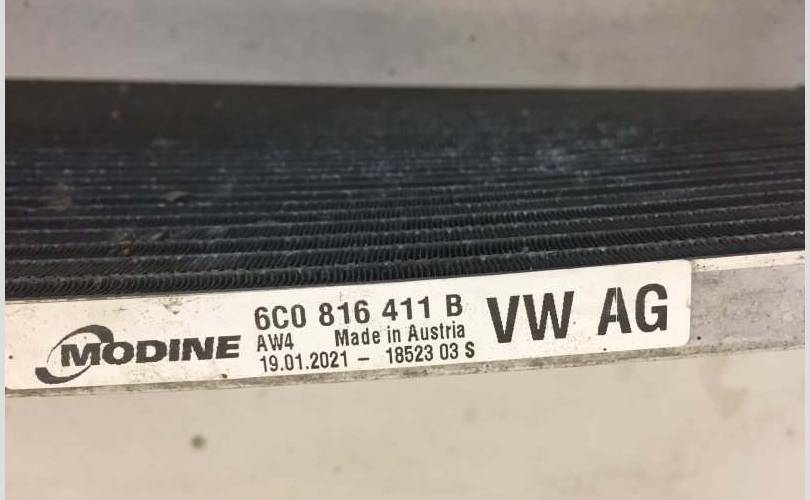 MODINE
6C0 816 411 B
AW4 Made in Austria
19.01.2021 - 18523 03 S
VW AG